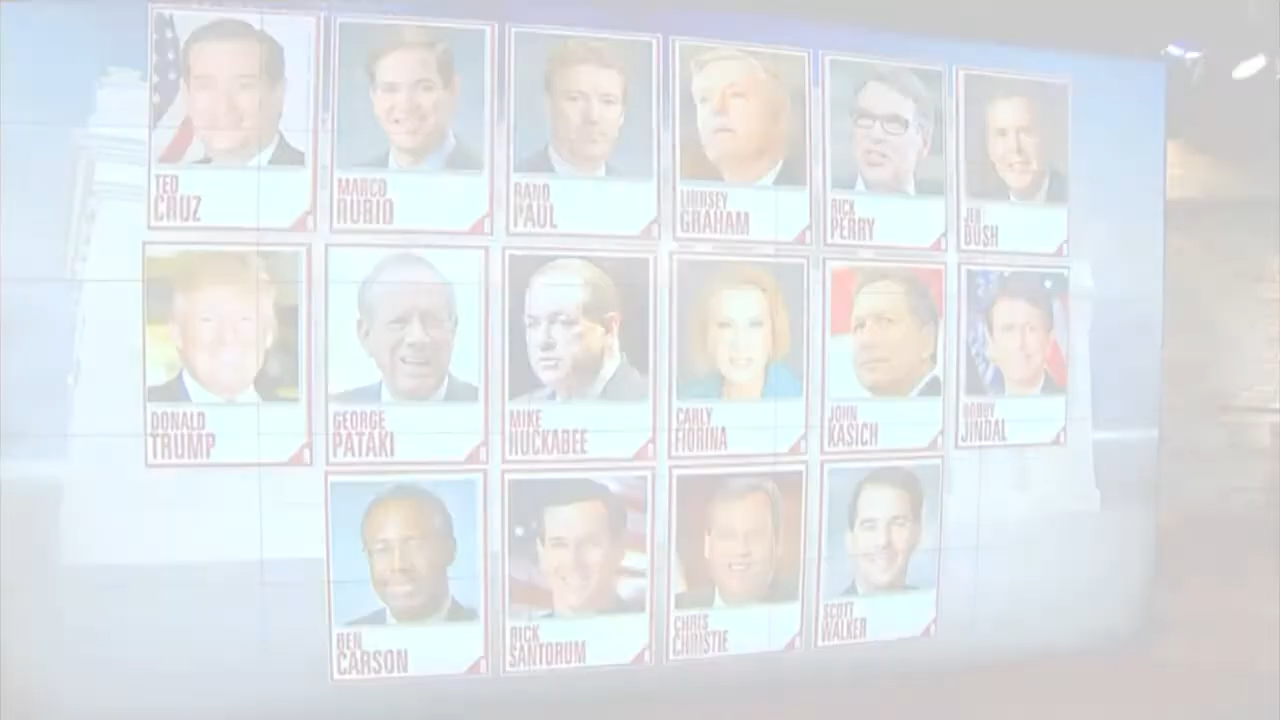 TED
CRUZ
MARCO
RUBIO
RAND
PAUL
LINDSEY
GRAHAM
RICK
PERRY
JEB
BUSH
DONALD
TRUMP
GEORGE
PATAKI
MIKE
HUCKABEE
CARLY
FIORINA
JOHN
KASICH
BOBBY
JINDAL
BEN
CARSON
RICK
SANTORUM
CHRIS
CHRISTIE
SCOTT
WALKER